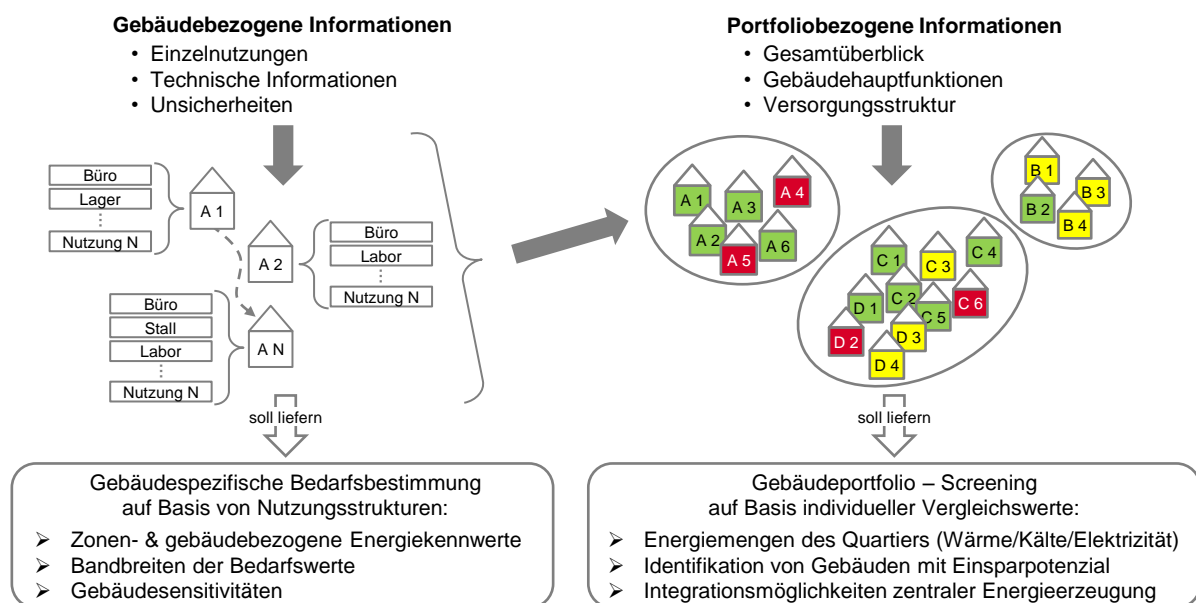 Gebäudebezogene Informationen
• Einzelnutzungen
• Technische Informationen
• Unsicherheiten
Büro
Lager
Nutzung N
A 1
A 2
Büro
Labor
Nutzung N
Büro
Stall
Labor
Nutzung N
A N
soll liefern
Gebäudespezifische Bedarfsbestimmung
auf Basis von Nutzungsstrukturen:
➢ Zonen- & gebäudebezogene Energiekennwerte
➢ Bandbreiten der Bedarfswerte
➢ Gebäudesensitivitäten
Portfoliobezogene Informationen
• Gesamtüberblick
• Gebäudehauptfunktionen
• Versorgungsstruktur
A 1
A 3
A 4
A 2
A 5
A 6
B 1
B 3
B 2
B 4
C 1
C 3
C 4
C 2
C 5
C 6
D 1
D 2
D 3
D 4
soll liefern
Gebäudeportfolio – Screening
auf Basis individueller Vergleichswerte:
➢ Energiemengen des Quartiers (Wärme/Kälte/Elektrizität)
➢ Identifikation von Gebäuden mit Einsparpotenzial
➢ Integrationsmöglichkeiten zentraler Energieerzeugung